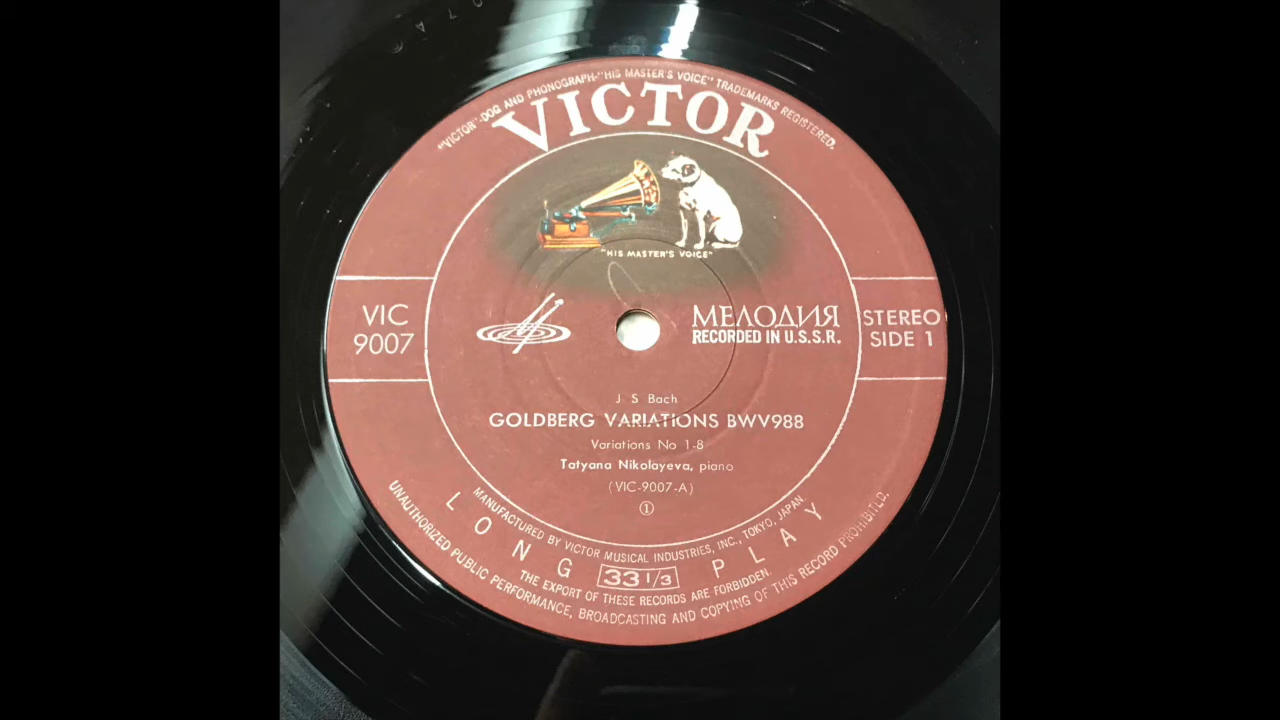 "VICTOR"-DOG AND PHONOGRAPH-"HIS MASTER'S VOICE" TRADEMARKS REGISTERED.
VICTOR
"HIS MASTER'S VOICE"
VIC
9007
МЕЛОДИЯ
RECORDED IN U.S.S.R.
STEREO
SIDE 1
J S Bach
GOLDBERG VARIATIONS BWV988
Variations No 1-8
Tatyana Nikolayeva, piano
(VIC-9007-A)
①
MANUFACTURED BY VICTOR MUSICAL INDUSTRIES, INC., TOKYO, JAPAN.
LONG 33 1/3 PLAY
THE EXPORT OF THESE RECORDS ARE FORBIDDEN.
UNAUTHORIZED PUBLIC PERFORMANCE, BROADCASTING AND COPYING OF THIS RECORD PROHIBITED.